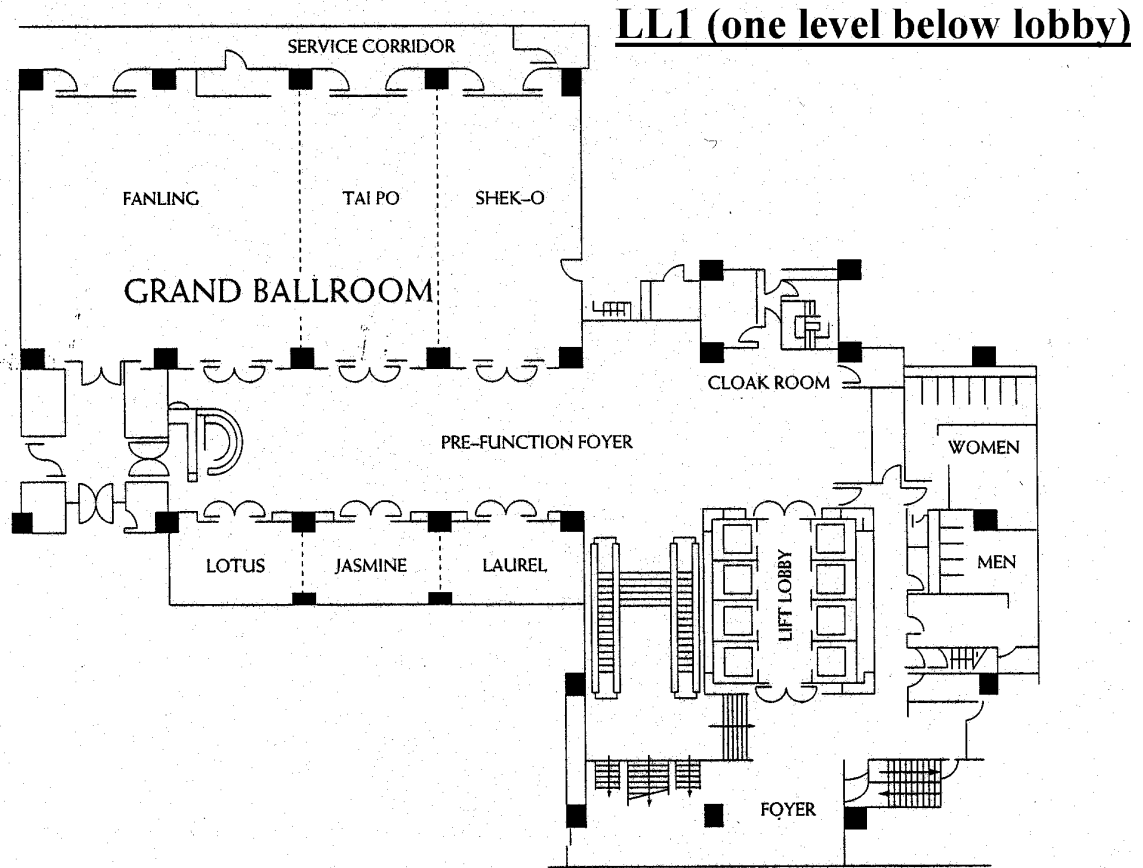 LL1 (one level below lobby)
SERVICE CORRIDOR
FANLING
TAI PO
SHEK-O
GRAND BALLROOM
CLOAK ROOM
PRE-FUNCTION FOYER
WOMEN
LOTUS
JASMINE
LAUREL
LIFT LOBBY
MEN
FOYER